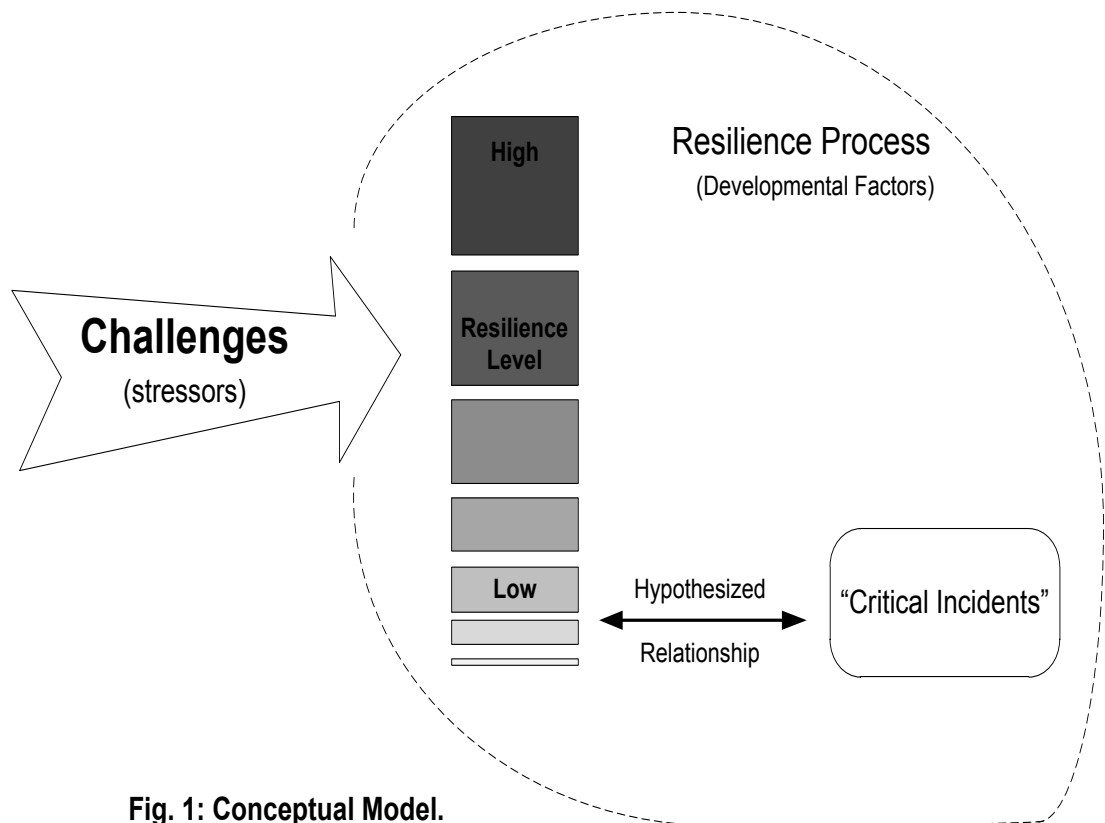 High
Resilience Process
(Developmental Factors)
Challenges
(stressors)
Resilience
Level
Low
Hypothesized
Relationship
“Critical Incidents”
Fig. 1: Conceptual Model.